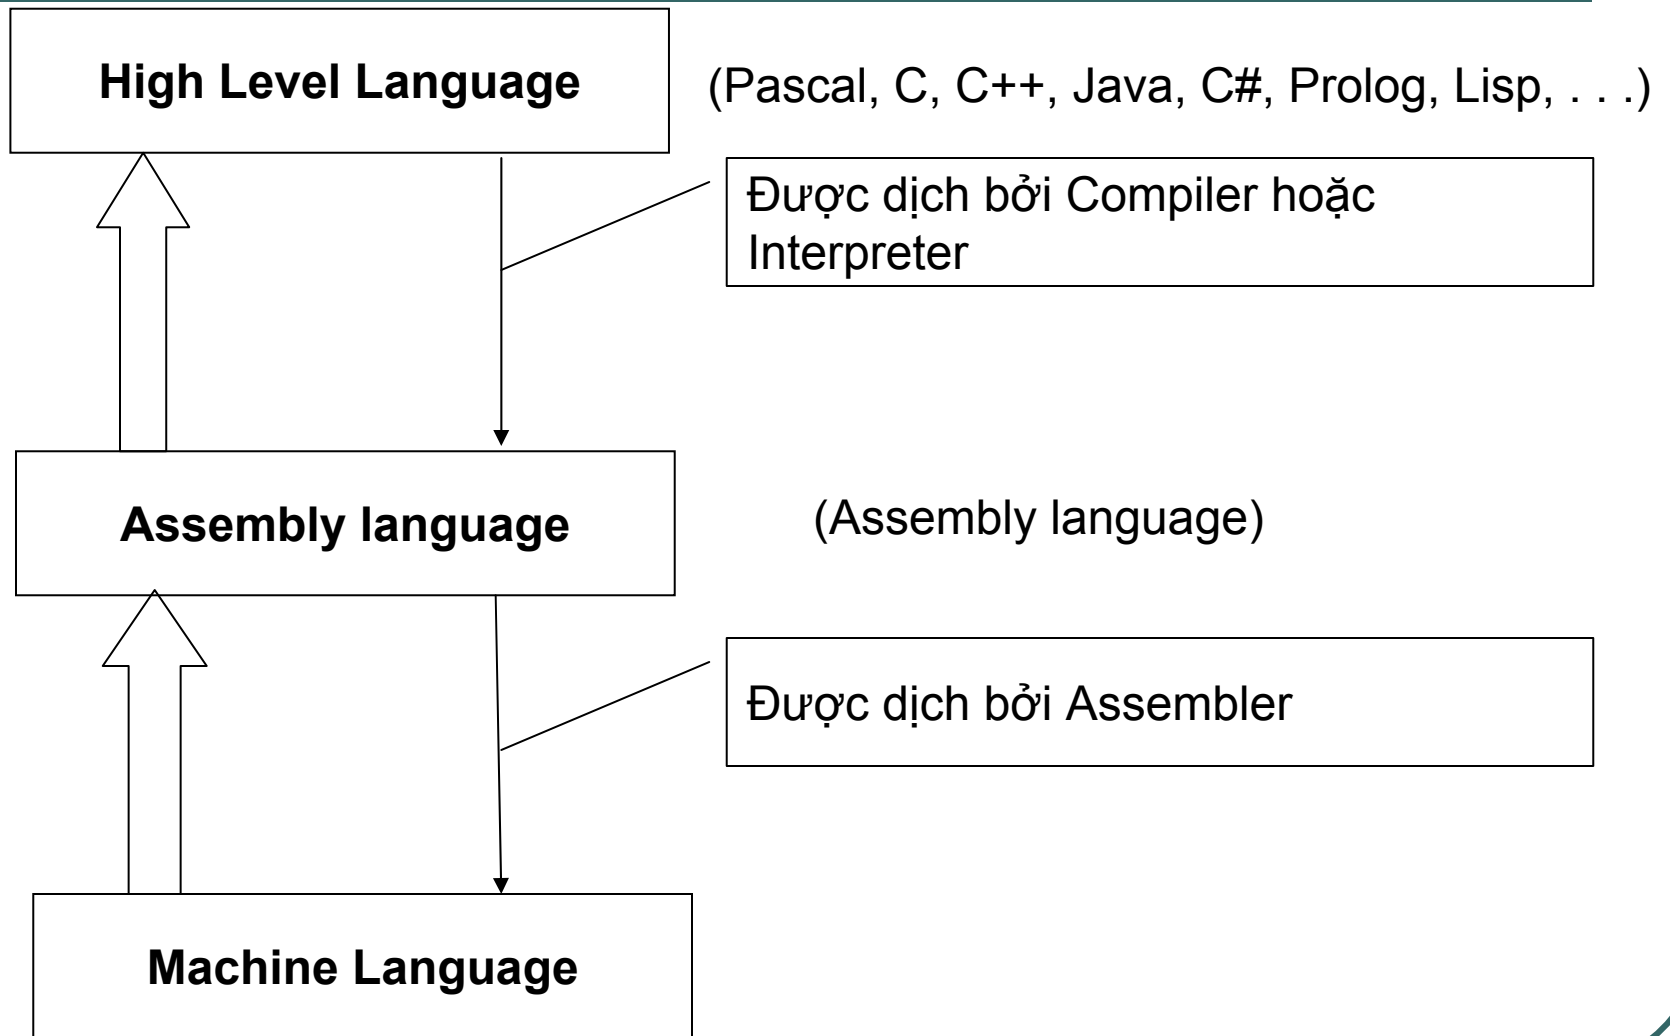 High Level Language
(Pascal, C, C++, Java, C#, Prolog, Lisp, . . .)
Được dịch bởi Compiler hoặc
Interpreter
Assembly language
(Assembly language)
Được dịch bởi Assembler
Machine Language